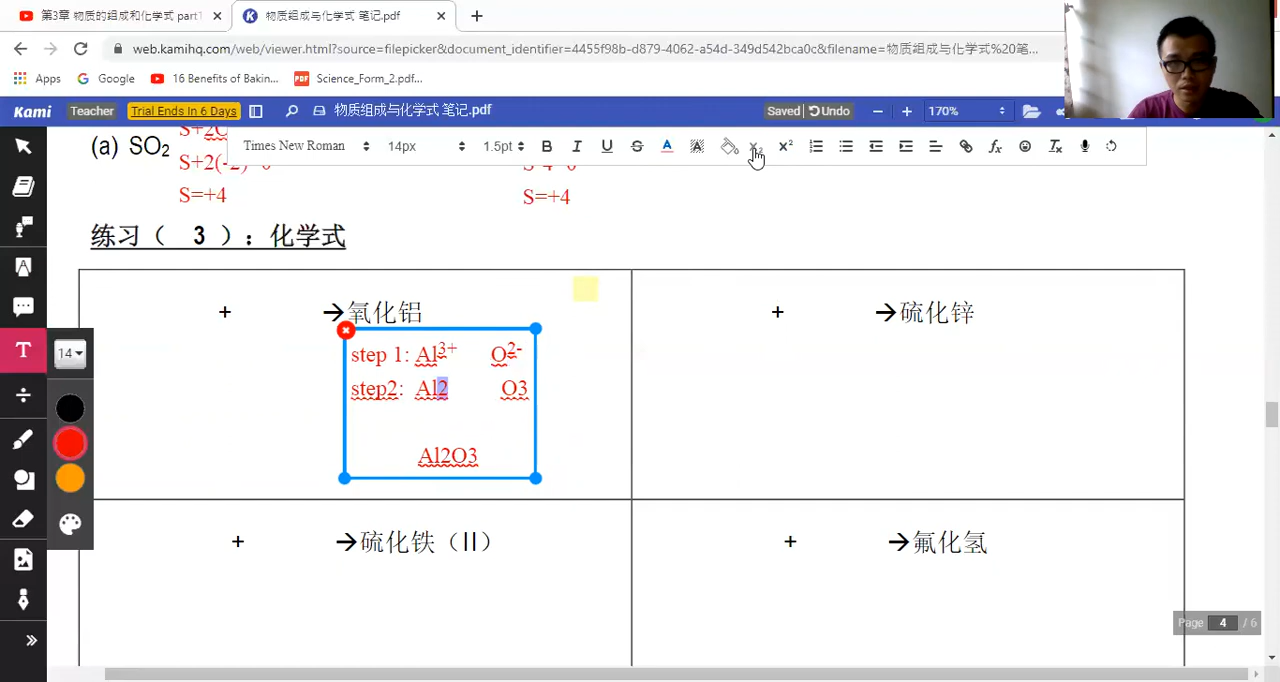 第3章 物质的组成和化学式 part1
物质组成与化学式 笔记.pdf
web.kamihq.com/web/viewer.html?source=filepicker&document_identifier=4455f98b-d879-4062-a54d-349d542bca0c&filename=物质组成与化学式%20笔...
Apps Google 16 Benefits of Bakin... Science_Form_2.pdf...
Kami Teacher Trial Ends In 6 Days 物质组成与化学式 笔记.pdf Saved Undo 170%
Times New Roman 14px 1.5pt B I U S A X₂ X²
(a) SO₂
S=+4 S=+4
练习（ 3 ）：化学式
+ →氧化铝 + →硫化锌
step 1: Al³⁺ O²⁻
step2: Al2 O3
Al2O3
14
+ →硫化铁（II） + →氟化氢
Page 4 / 6